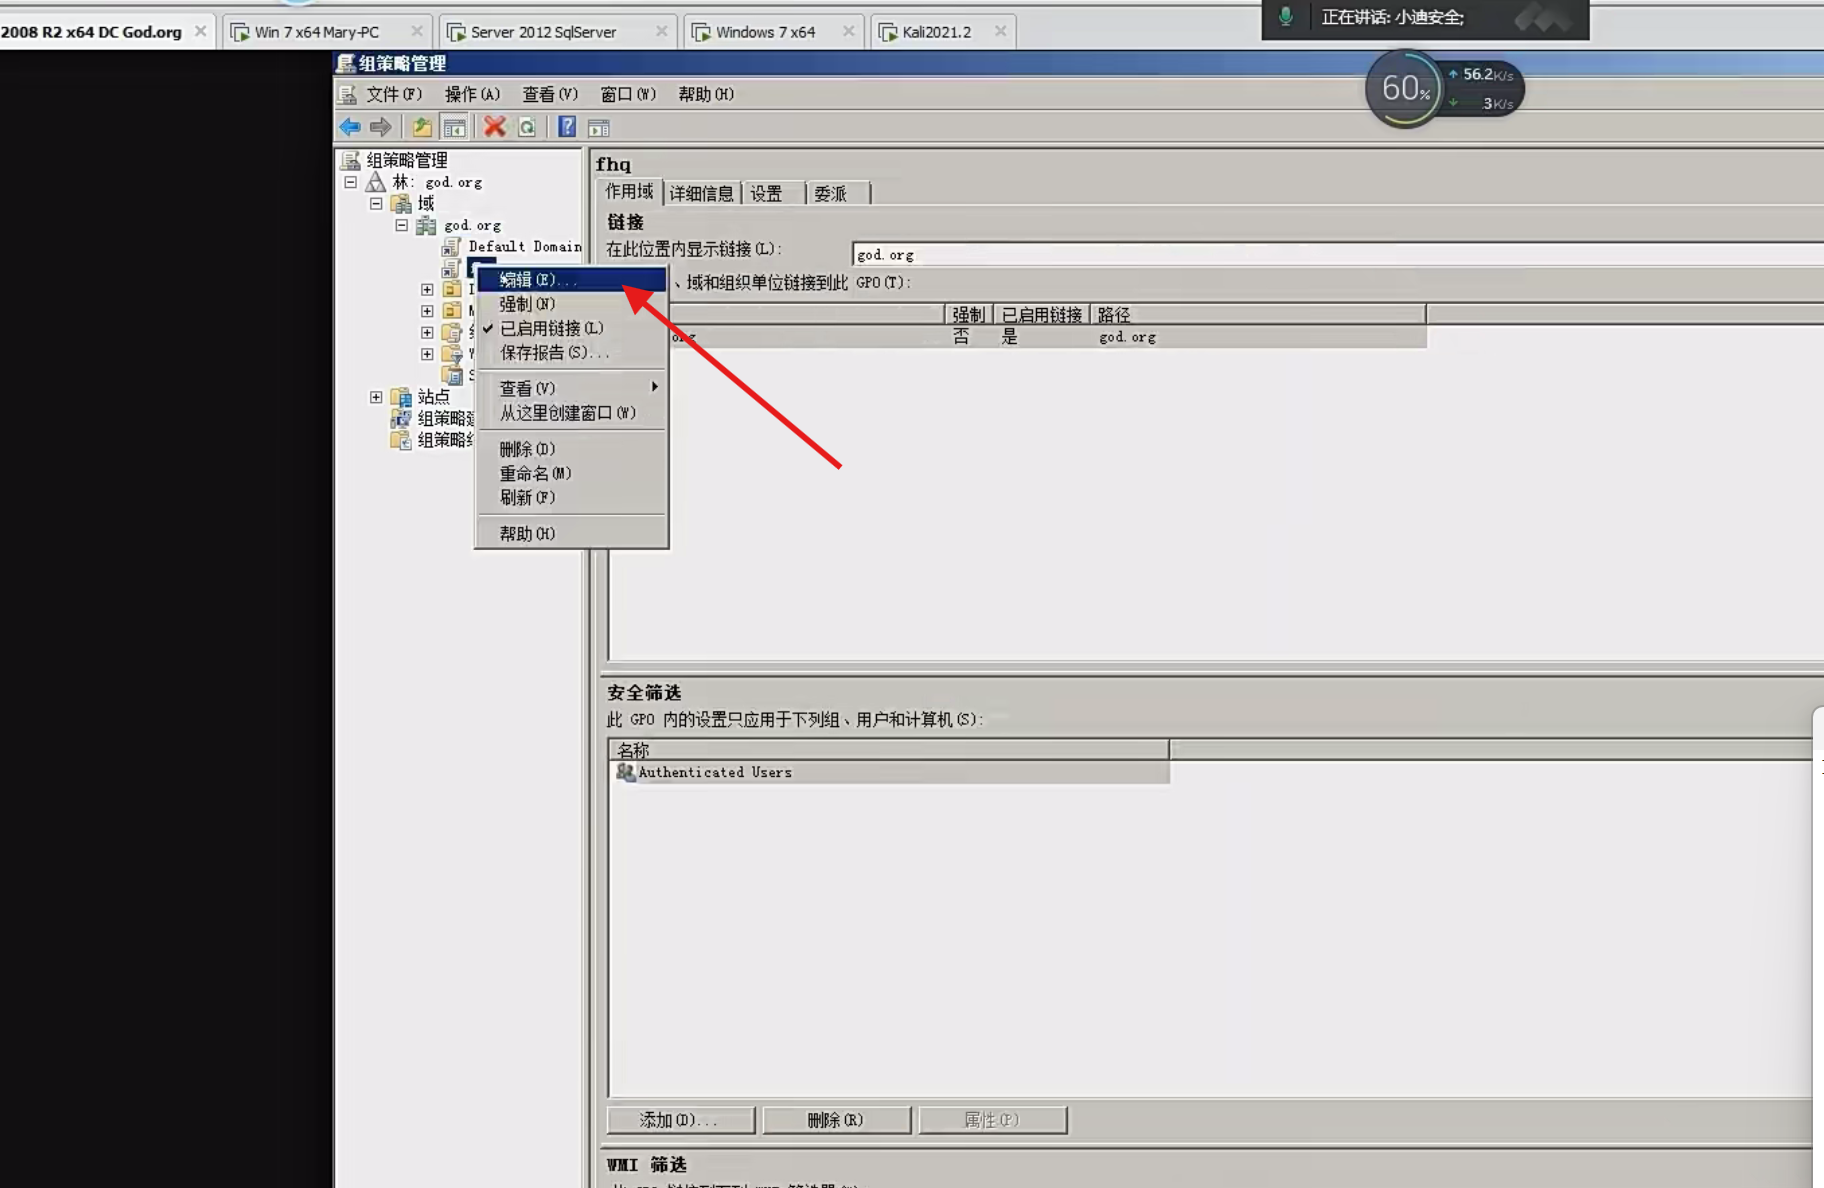 2008 R2 x64 DC God.org
Win 7 x64 Mary-PC
Server 2012 SqlServer
Windows 7 x64
Kali2021.2
正在讲话: 小迪安全;
60%
56.2K/s
3K/s
组策略管理
文件(F) 操作(A) 查看(V) 窗口(W) 帮助(H)
组策略管理
林: god.org
域
god.org
Default Domain
站点
组策略
组策略
编辑(E)...
强制(N)
已启用链接(L)
保存报告(S)...
查看(V)
从这里创建窗口(W)
删除(D)
重命名(M)
刷新(F)
帮助(H)
fhq
作用域 详细信息 设置 委派
链接
在此位置内显示链接(L): god.org
、域和组织单位链接到此 GPO(T):
强制 已启用链接 路径
org 否 是 god.org
安全筛选
此 GPO 内的设置只应用于下列组、用户和计算机(S):
名称
Authenticated Users
添加(D)... 删除(R) 属性(P)
WMI 筛选